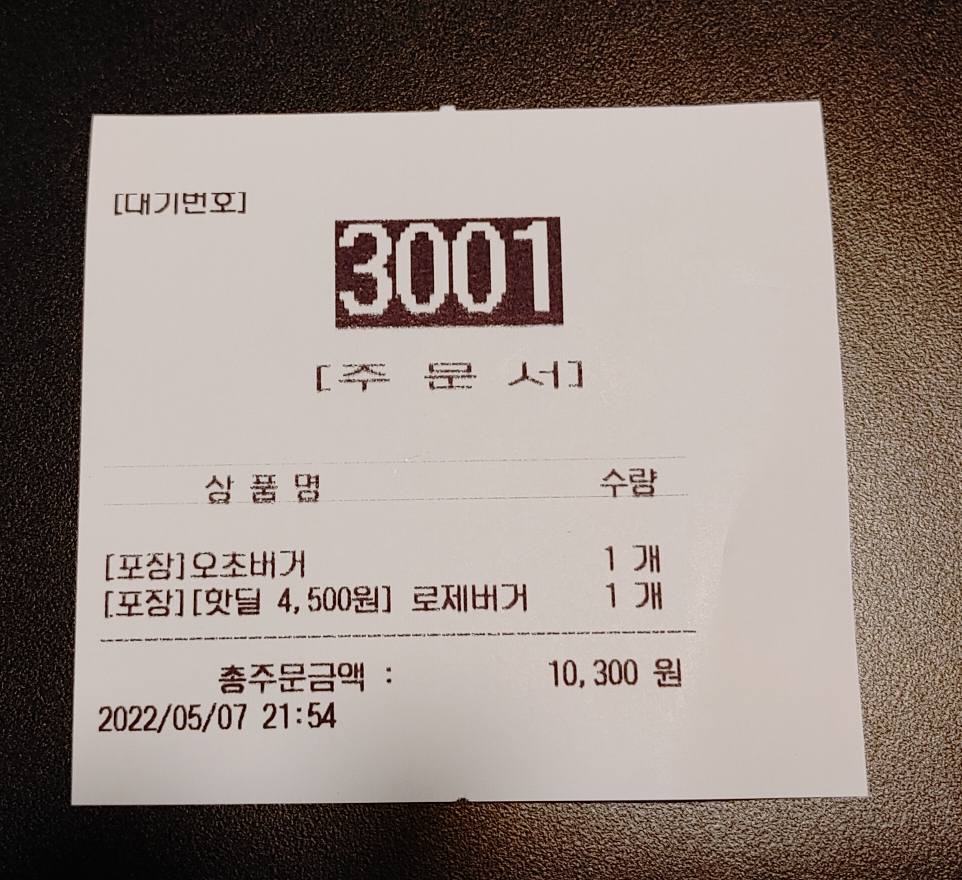 [대기번호]
3001
[주 문 서]
상 품 명 수량
[포장]오초버거 1 개
[포장][핫딜 4,500원] 로제버거 1 개
총주문금액 : 10,300 원
2022/05/07 21:54